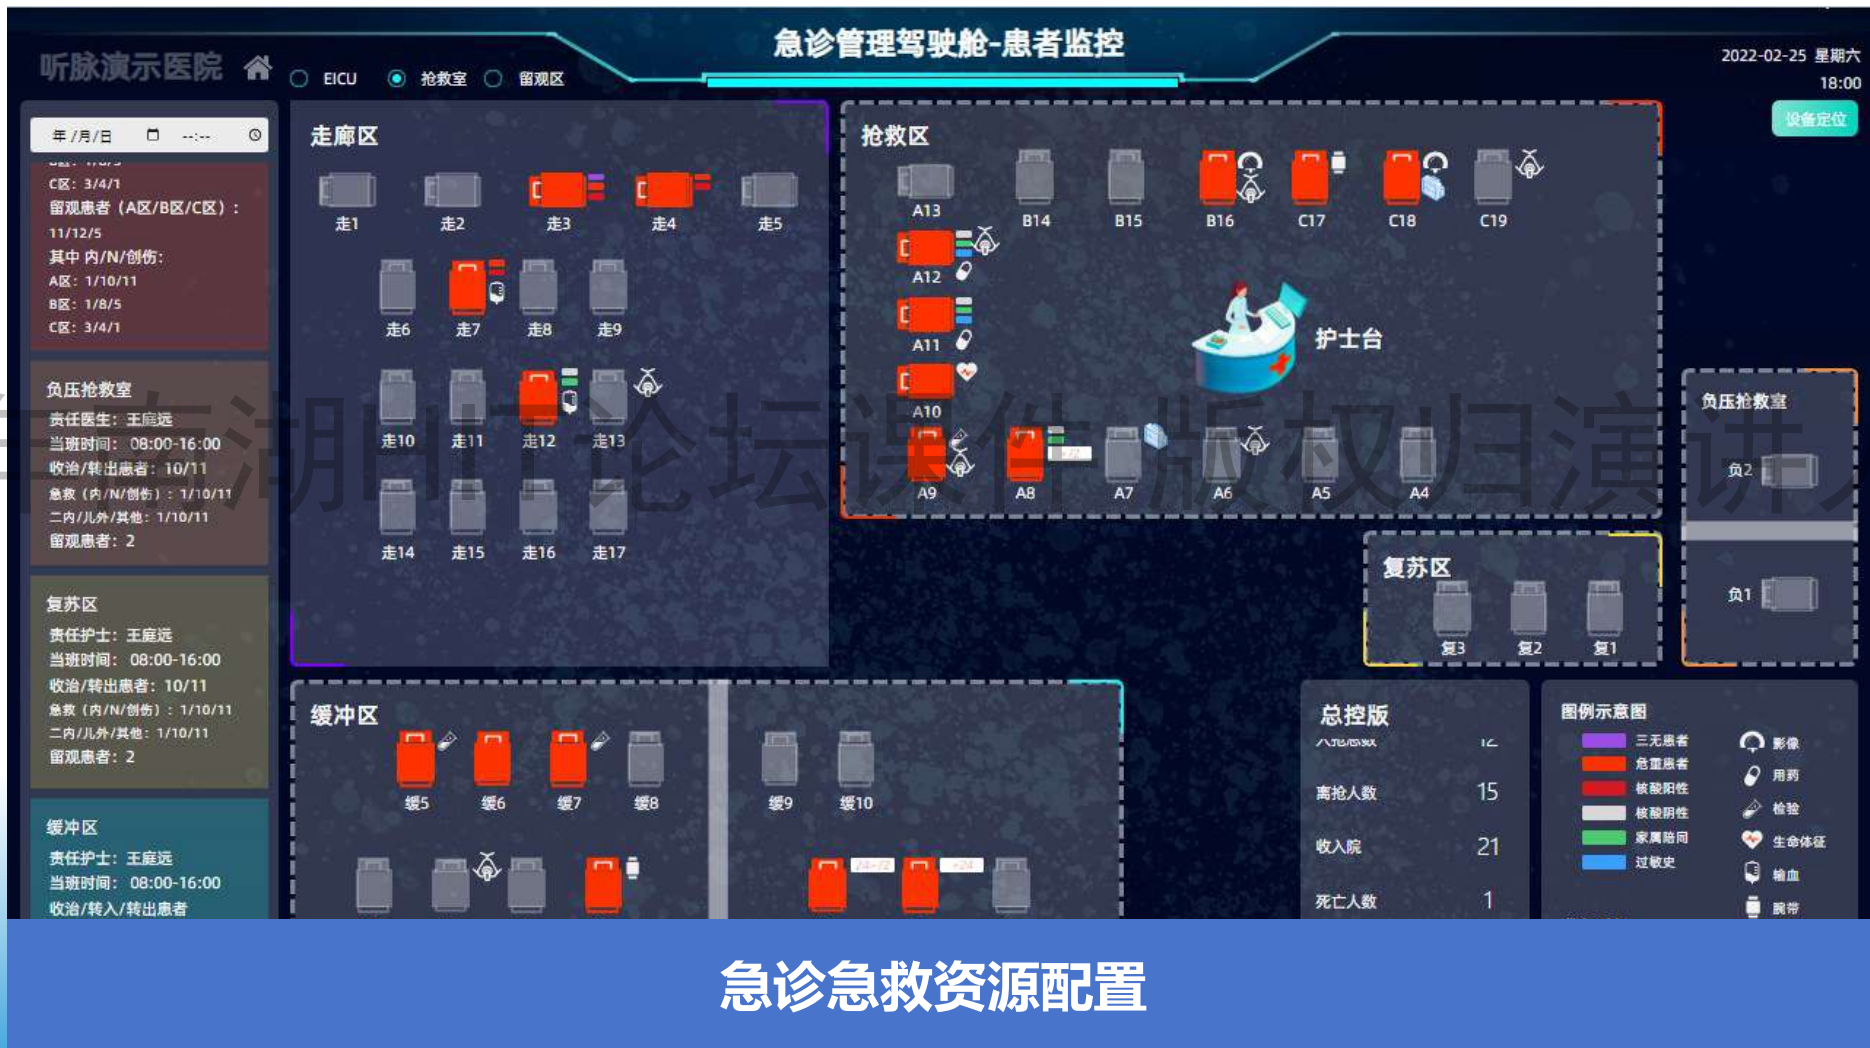 急诊管理驾驶舱-患者监控
听脉演示医院
EICU 抢救室 留观区
2022-02-25 星期六
18:00
设备定位
年/月/日 --:--
C区：3/4/1
留观患者（A区/B区/C区）：
11/12/5
其中 内/N/创伤：
A区：1/10/11
B区：1/8/5
C区：3/4/1
负压抢救室
责任医生：王庭远
当班时间： 08:00-16:00
收治/转出患者：10/11
急救（内/N/创伤）：1/10/11
二内/儿外/其他：1/10/11
留观患者：2
复苏区
责任护士：王庭远
当班时间： 08:00-16:00
收治/转出患者：10/11
急救（内/N/创伤）：1/10/11
二内/儿外/其他：1/10/11
留观患者：2
缓冲区
责任护士：王庭远
当班时间： 08:00-16:00
收治/转入/转出患者
走廊区
走1 走2 走3 走4 走5
走6 走7 走8 走9
走10 走11 走12 走13
走14 走15 走16 走17
抢救区
A13 B14 B15 B16 C17 C18 C19
A12
A11
A10
护士台
A9 A8 A7 A6 A5 A4
负压抢救室
负2
负1
复苏区
复3 复2 复1
缓冲区
缓5 缓6 缓7 缓8 缓9 缓10
24-72 +24
总控版
离抢人数 15
收入院 21
死亡人数 1
图例示意图
三无患者 影像
危重患者 用药
核酸阳性 检验
核酸阴性 生命体征
家属陪同 输血
过敏史 腕带
南湖HIT论坛课件 版权归演讲
急诊急救资源配置